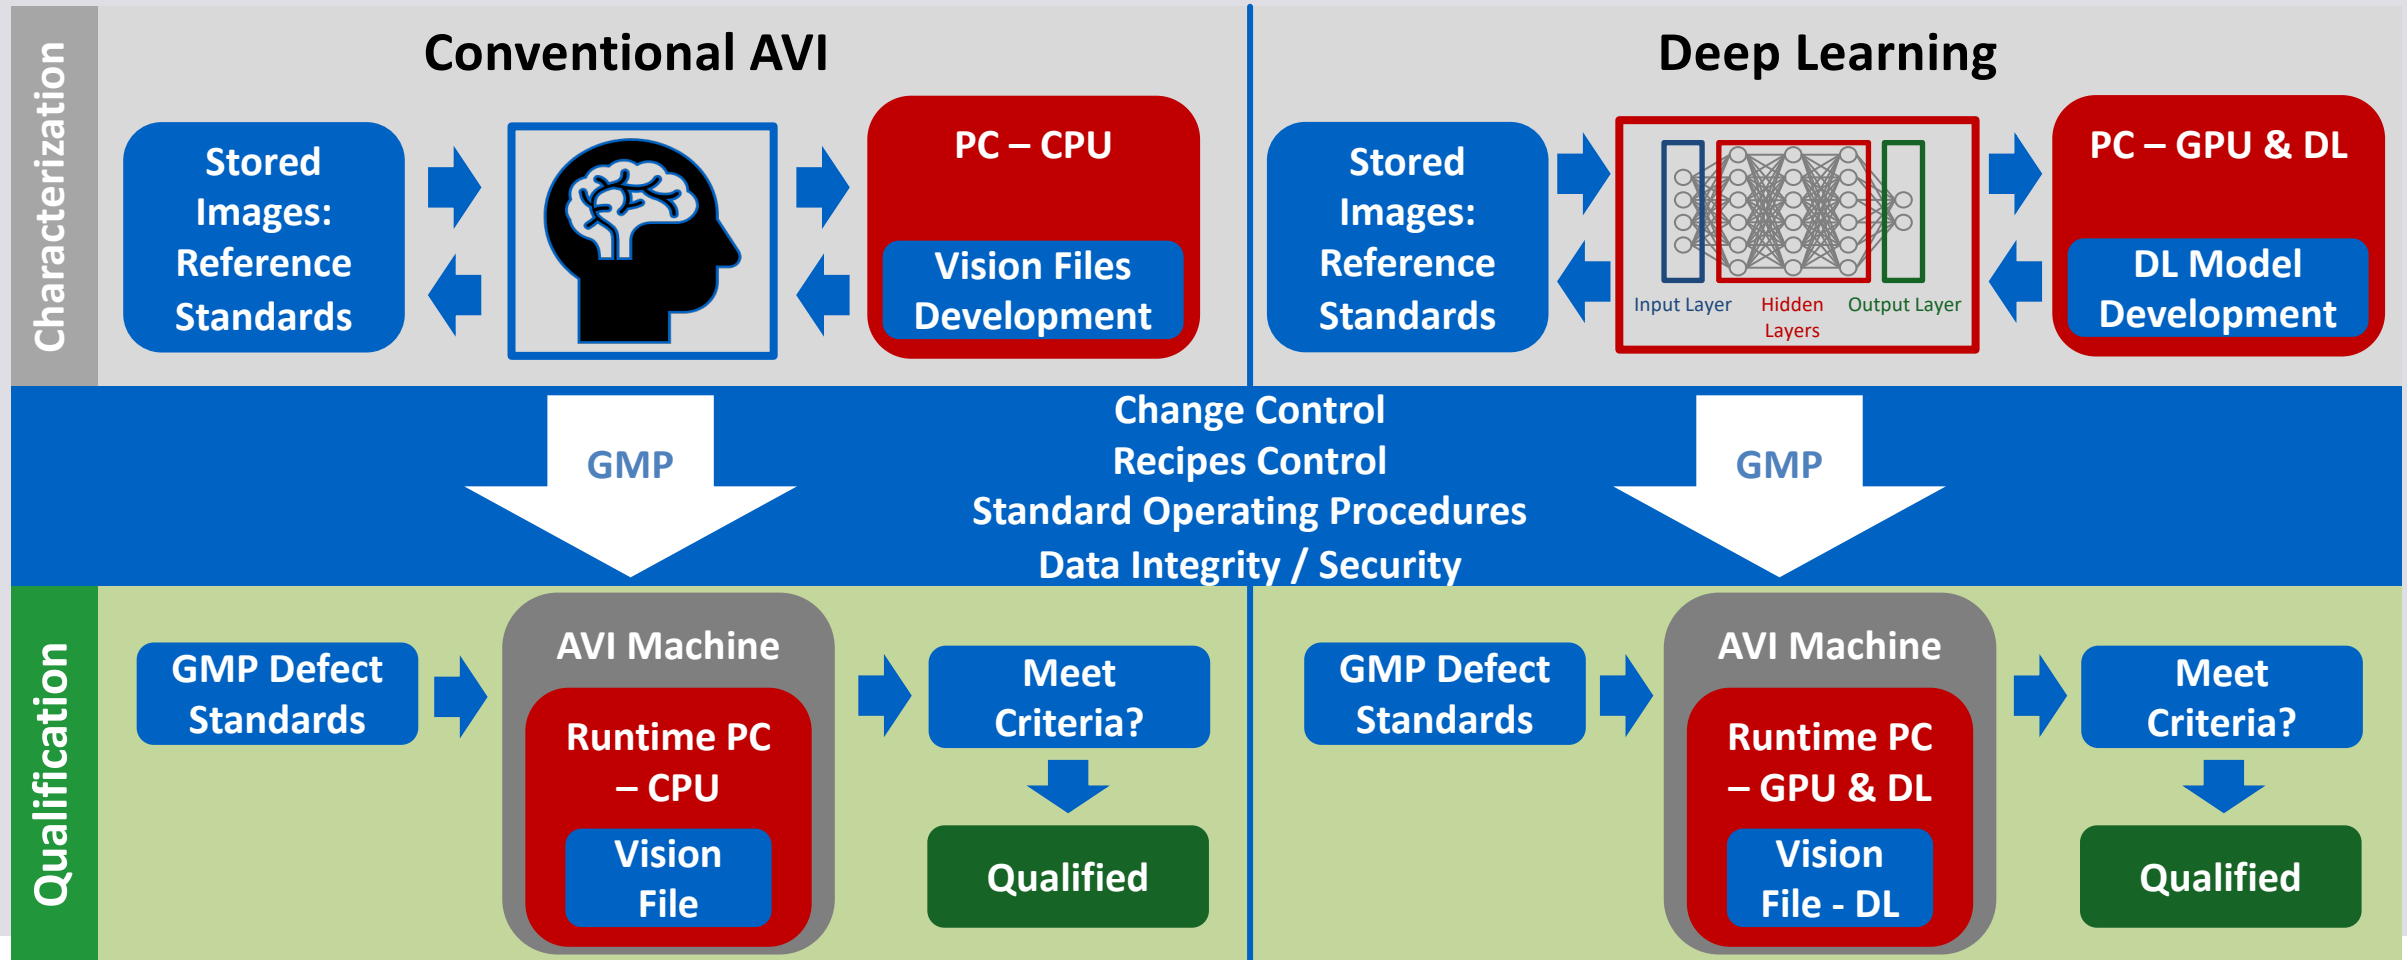 Characterization
Conventional AVI
Stored
Images:
Reference
Standards
PC – CPU
Vision Files
Development
Deep Learning
Stored
Images:
Reference
Standards
Input Layer
Hidden
Layers
Output Layer
PC – GPU & DL
DL Model
Development
GMP
Change Control
Recipes Control
Standard Operating Procedures
Data Integrity / Security
GMP
Qualification
GMP Defect
Standards
AVI Machine
Runtime PC
– CPU
Vision
File
Meet
Criteria?
Qualified
GMP Defect
Standards
AVI Machine
Runtime PC
– GPU & DL
Vision
File - DL
Meet
Criteria?
Qualified